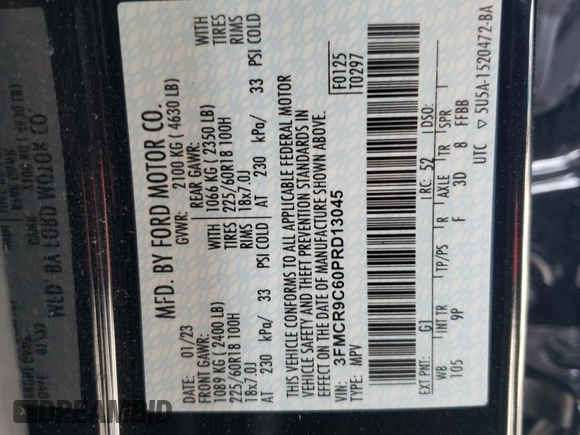 MFD. BY FORD MOTOR CO.
DATE: 01/23 GVWR: 2100 KG ( 4630 LB)
FRONT GAWR: REAR GAWR:
1089 KG ( 2400 LB) 1066 KG ( 2350 LB)
225/60R18 100H TIRES 225/60R18 100H TIRES
18x7.0J RIMS 18x7.0J RIMS
AT 230 kPa/ 33 PSI COLD AT 230 kPa/ 33 PSI COLD
THIS VEHICLE CONFORMS TO ALL APPLICABLE FEDERAL MOTOR
VEHICLE SAFETY AND THEFT PREVENTION STANDARDS IN
EFFECT ON THE DATE OF MANUFACTURE SHOWN ABOVE.
VIN: 3FMCR9C60PRD13045 F0125
TYPE: MPV T0297
EXT PNT: G1 RC: 52 DSO:
WB INT TR TP/PS R AXLE TR SPR
105 9P F 3D 8 FFBB
UTC ▽ 5U5A-1520472-BA
DREAMBID